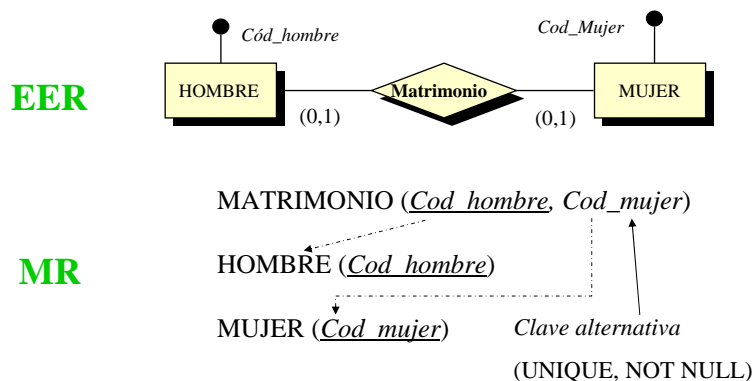 Cód_hombre
Cod_Mujer
EER
HOMBRE
Matrimonio
MUJER
(0,1)
(0,1)
MATRIMONIO (Cod_hombre, Cod_mujer)
MR
HOMBRE (Cod_hombre)
MUJER (Cod_mujer)
Clave alternativa
(UNIQUE, NOT NULL)